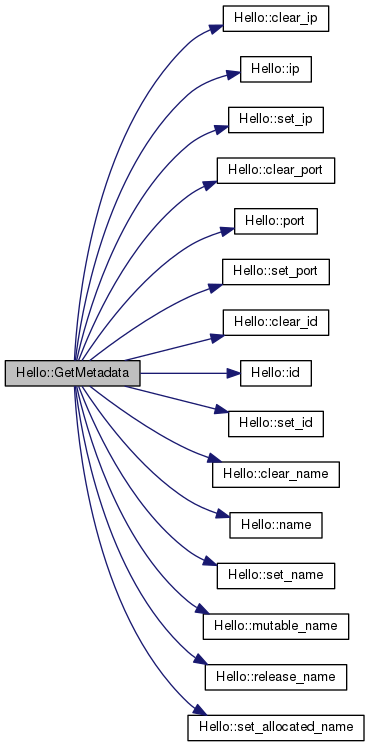 Hello::clear_ip
Hello::ip
Hello::set_ip
Hello::clear_port
Hello::port
Hello::set_port
Hello::clear_id
Hello::GetMetadata
Hello::id
Hello::set_id
Hello::clear_name
Hello::name
Hello::set_name
Hello::mutable_name
Hello::release_name
Hello::set_allocated_name